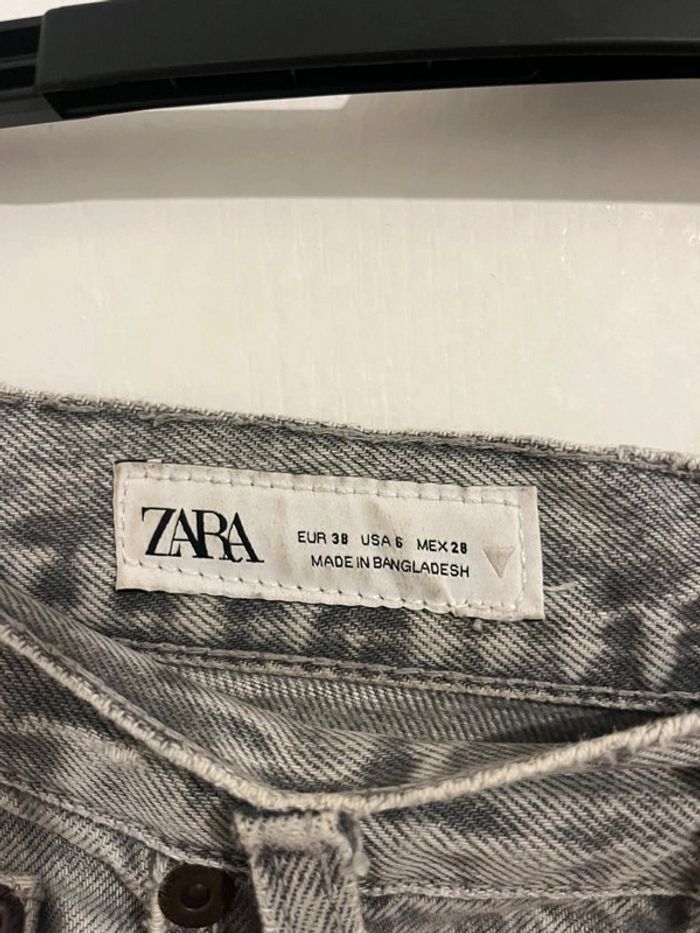 ZARA
EUR 38 USA 6 MEX 28
MADE IN BANGLADESH